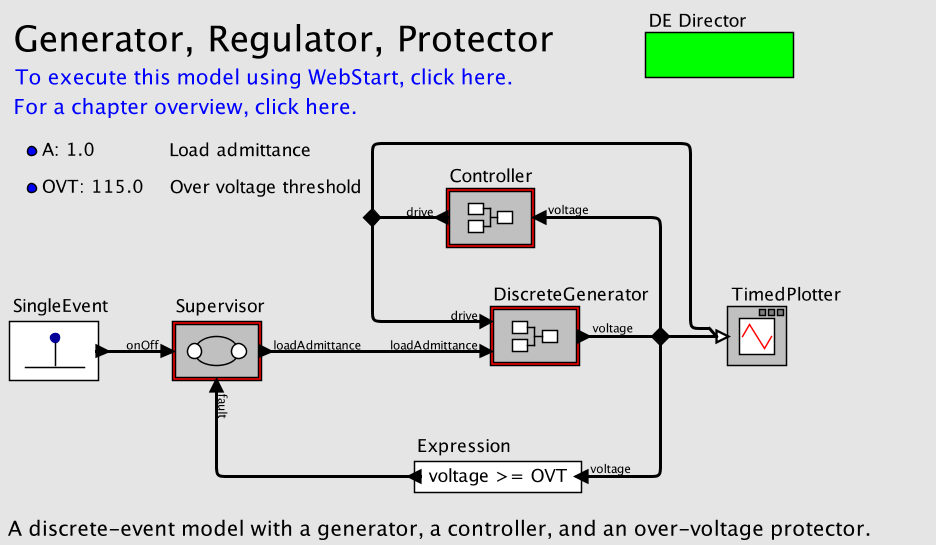 DE Director
Generator, Regulator, Protector
To execute this model using WebStart, click here.
For a chapter overview, click here.
A: 1.0 Load admittance
OVT: 115.0 Over voltage threshold
Controller
drive voltage
SingleEvent Supervisor DiscreteGenerator TimedPlotter
drive
voltage
onOff loadAdmittance loadAdmittance
fault
Expression
voltage >= OVT voltage
A discrete-event model with a generator, a controller, and an over-voltage protector.